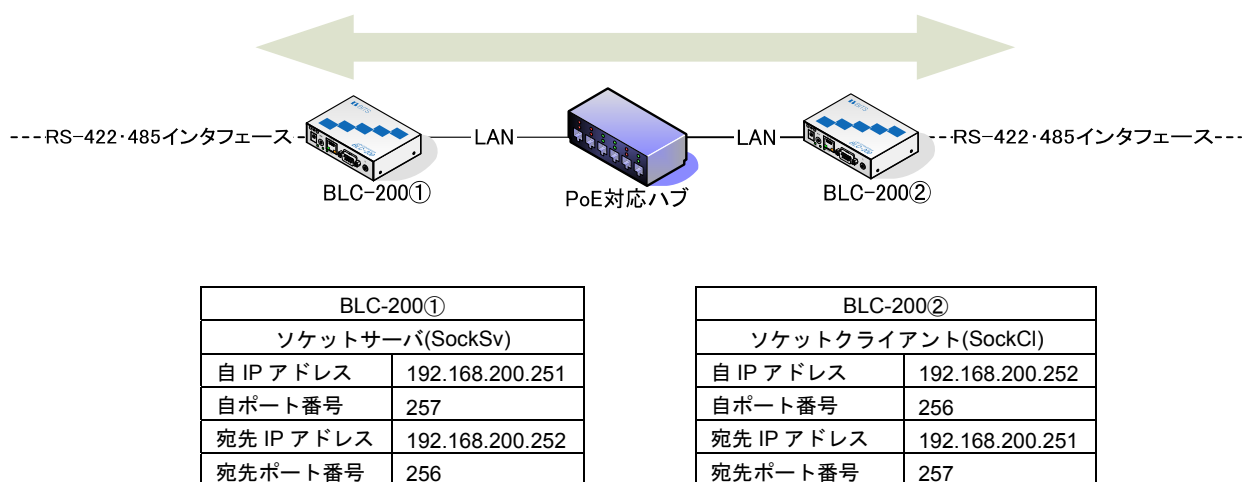 ---RS-422･485インタフェース- LAN LAN ---RS-422･485インタフェース---
BLC-200① PoE対応ハブ BLC-200②
BLC-200①
ソケットサーバ(SockSv)
自 IP アドレス 192.168.200.251
自ポート番号 257
宛先 IP アドレス 192.168.200.252
宛先ポート番号 256
BLC-200②
ソケットクライアント(SockCl)
自 IP アドレス 192.168.200.252
自ポート番号 256
宛先 IP アドレス 192.168.200.251
宛先ポート番号 257